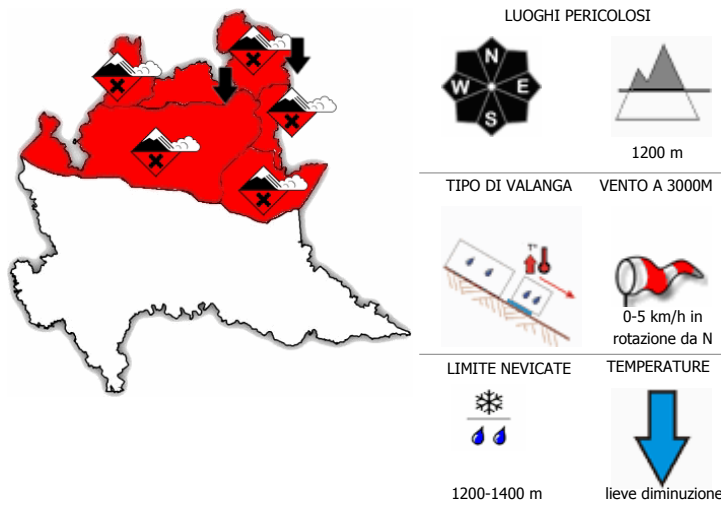 LUOGHI PERICOLOSI
N
W E
S
1200 m
TIPO DI VALANGA VENTO A 3000M
T°
0-5 km/h in
rotazione da N
LIMITE NEVICATE TEMPERATURE
1200-1400 m lieve diminuzione